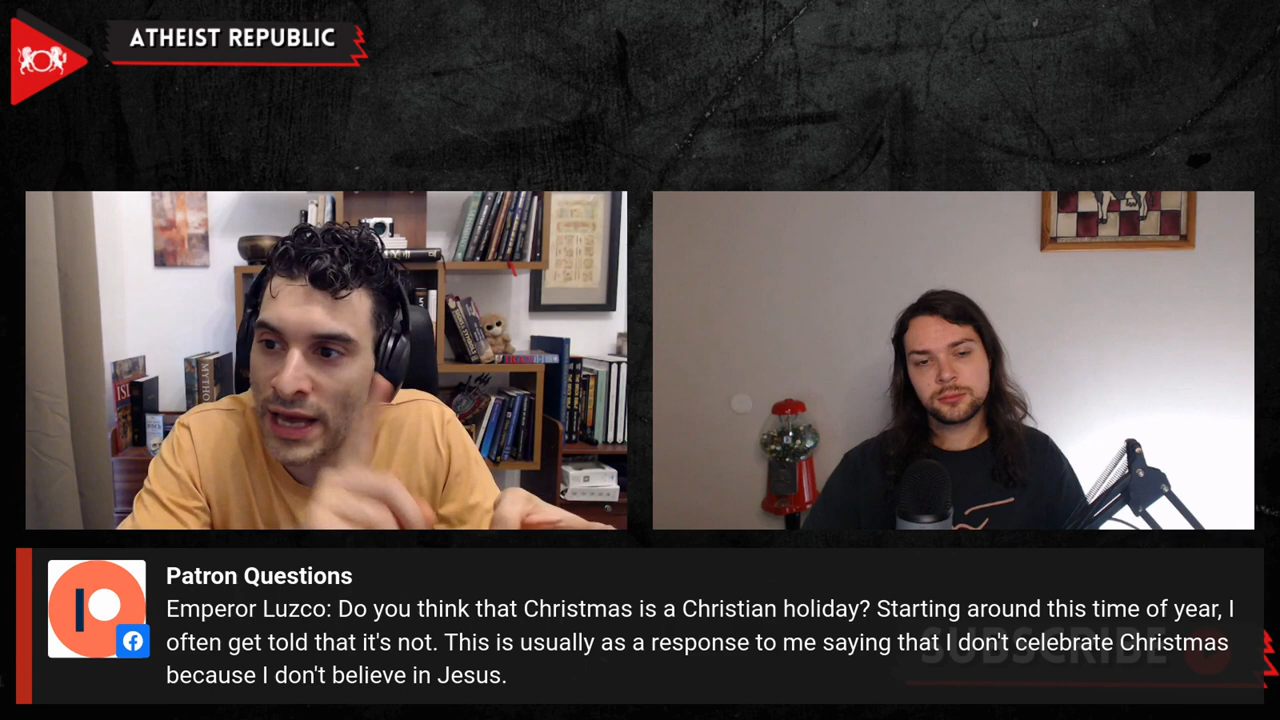 ATHEIST REPUBLIC
MYTHO
ISL
Patron Questions
Emperor Luzco: Do you think that Christmas is a Christian holiday? Starting around this time of year, I
often get told that it's not. This is usually as a response to me saying that I don't celebrate Christmas
because I don't believe in Jesus.
SUBSCRIBE